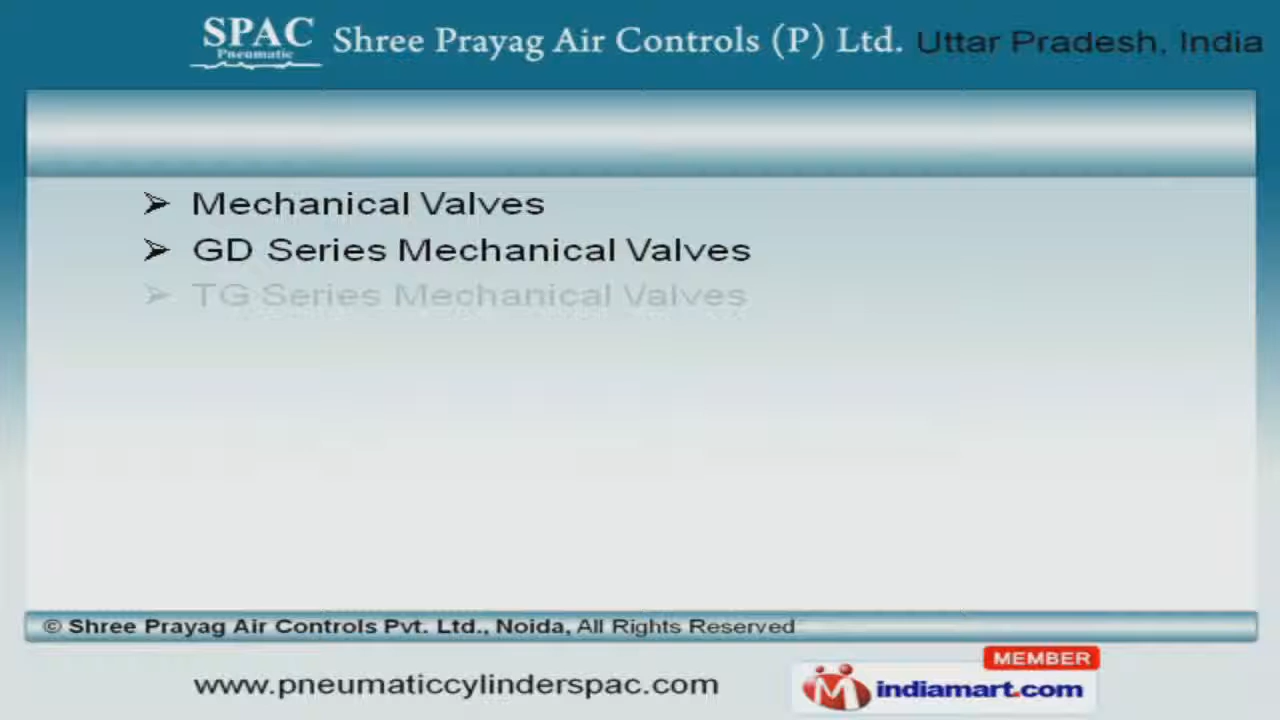 SPAC
Pneumatic
Shree Prayag Air Controls (P) Ltd. Uttar Pradesh, India
➢ Mechanical Valves
➢ GD Series Mechanical Valves
➢ TG Series Mechanical Valves
© Shree Prayag Air Controls Pvt. Ltd., Noida, All Rights Reserved
www.pneumaticcylinderspac.com
MEMBER
indiamart.com